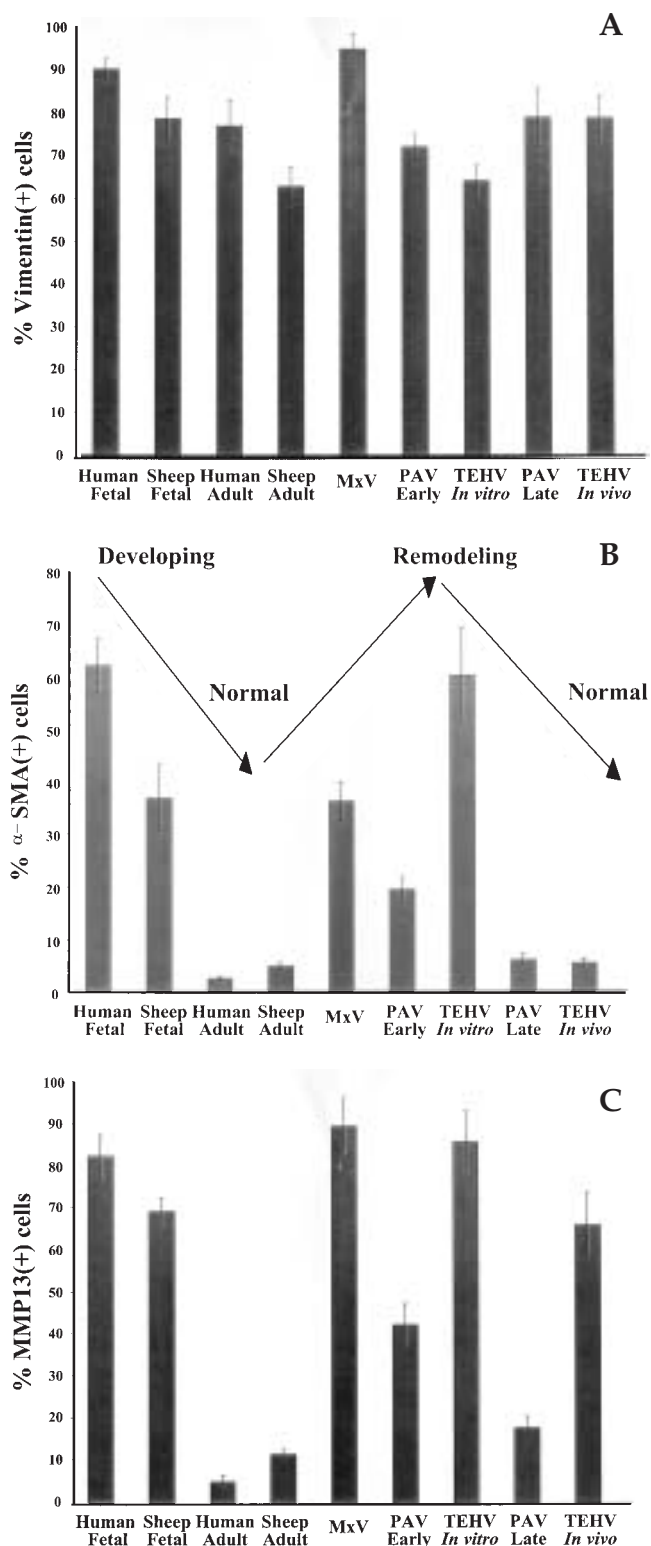 A
% Vimentin(+) cells
100
90
80
70
60
50
40
30
20
10
0
Human Fetal
Sheep Fetal
Human Adult
Sheep Adult
MxV
PAV Early
TEHV In vitro
PAV Late
TEHV In vivo
B
Developing
Remodeling
Normal
Normal
% α-SMA(+) cells
80
70
60
50
40
30
20
10
0
Human Fetal
Sheep Fetal
Human Adult
Sheep Adult
MxV
PAV Early
TEHV In vitro
PAV Late
TEHV In vivo
C
% MMP13(+) cells
100
90
80
70
60
50
40
30
20
10
0
Human Fetal
Sheep Fetal
Human Adult
Sheep Adult
MxV
PAV Early
TEHV In vitro
PAV Late
TEHV In vivo